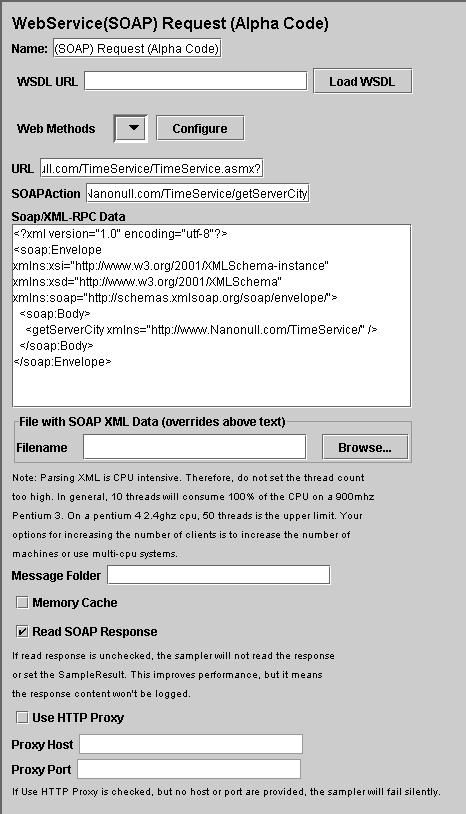 WebService(SOAP) Request (Alpha Code)
Name: (SOAP) Request (Alpha Code)
WSDL URL Load WSDL
Web Methods Configure
URL ull.com/TimeService/TimeService.asmx?
SOAPAction Nanonull.com/TimeService/getServerCity
Soap/XML-RPC Data
<?xml version="1.0" encoding="utf-8"?>
<soap:Envelope
xmlns:xsi="http://www.w3.org/2001/XMLSchema-instance"
xmlns:xsd="http://www.w3.org/2001/XMLSchema"
xmlns:soap="http://schemas.xmlsoap.org/soap/envelope/">
<soap:Body>
<getServerCity xmlns="http://www.Nanonull.com/TimeService/" />
</soap:Body>
</soap:Envelope>
File with SOAP XML Data (overrides above text)
Filename Browse...
Note: Parsing XML is CPU intensive. Therefore, do not set the thread count
too high. In general, 10 threads will consume 100% of the CPU on a 900mhz
Pentium 3. On a pentium 4 2.4ghz cpu, 50 threads is the upper limit. Your
options for increasing the number of clients is to increase the number of
machines or use multi-cpu systems.
Message Folder
Memory Cache
Read SOAP Response
If read response is unchecked, the sampler will not read the response
or set the SampleResult. This improves performance, but it means
the response content won't be logged.
Use HTTP Proxy
Proxy Host
Proxy Port
If Use HTTP Proxy is checked, but no host or port are provided, the sampler will fail silently.